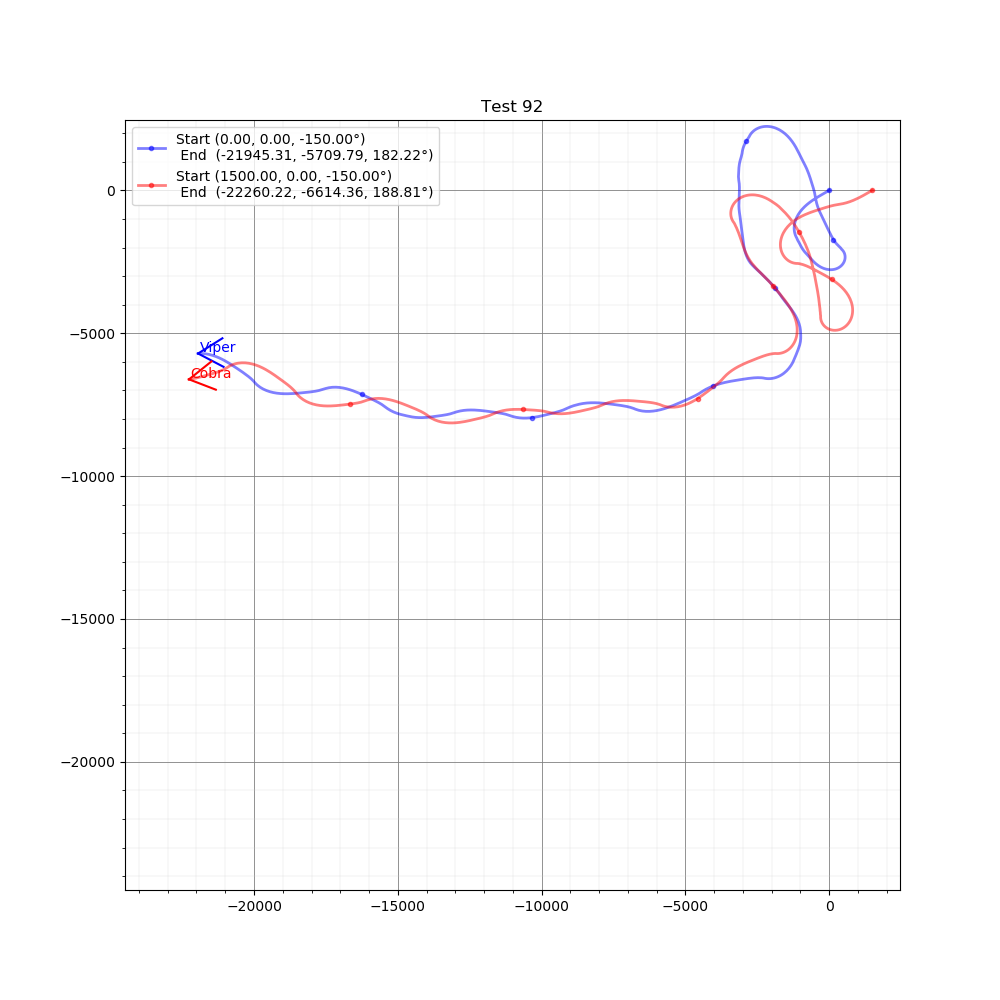 Test 92
Start (0.00, 0.00, -150.00°)
End (-21945.31, -5709.79, 182.22°)
Start (1500.00, 0.00, -150.00°)
End (-22260.22, -6614.36, 188.81°)
0
−5000
Viper
Cobra
−10000
−15000
−20000
−20000
−15000
−10000
−5000
0